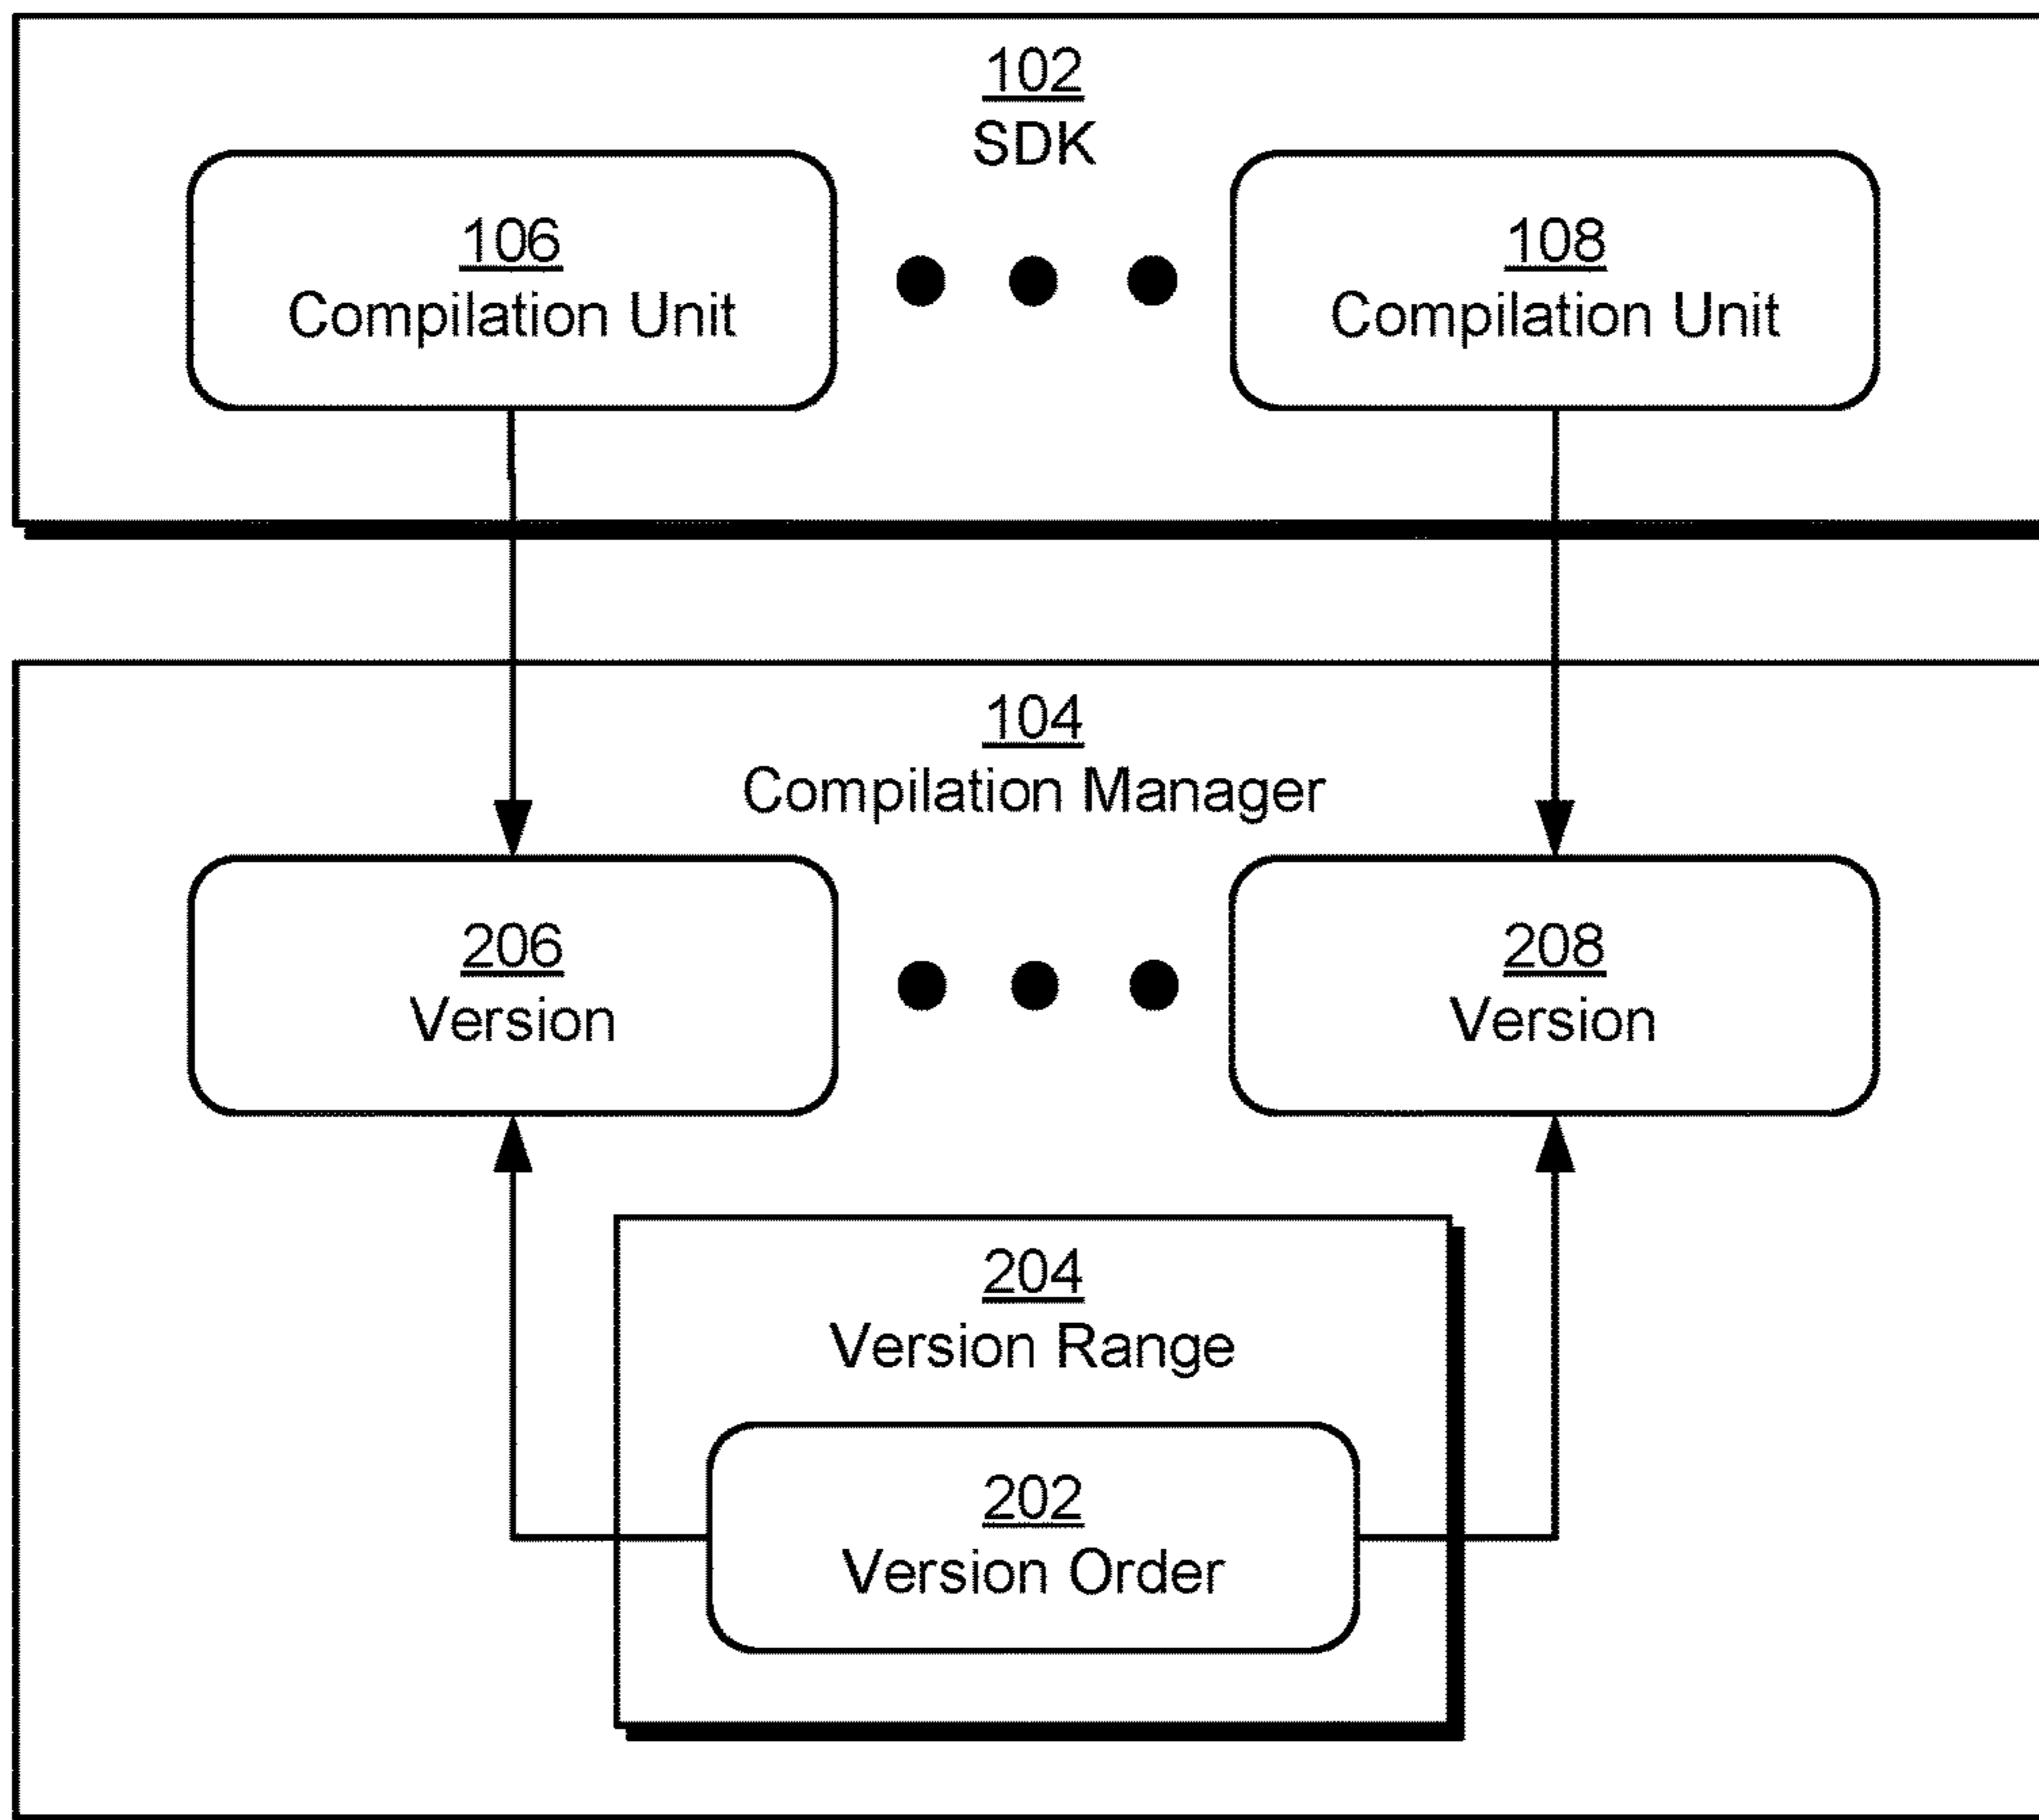 102
SDK
106
Compilation Unit
108
Compilation Unit
104
Compilation Manager
206
Version
208
Version
204
Version Range
202
Version Order